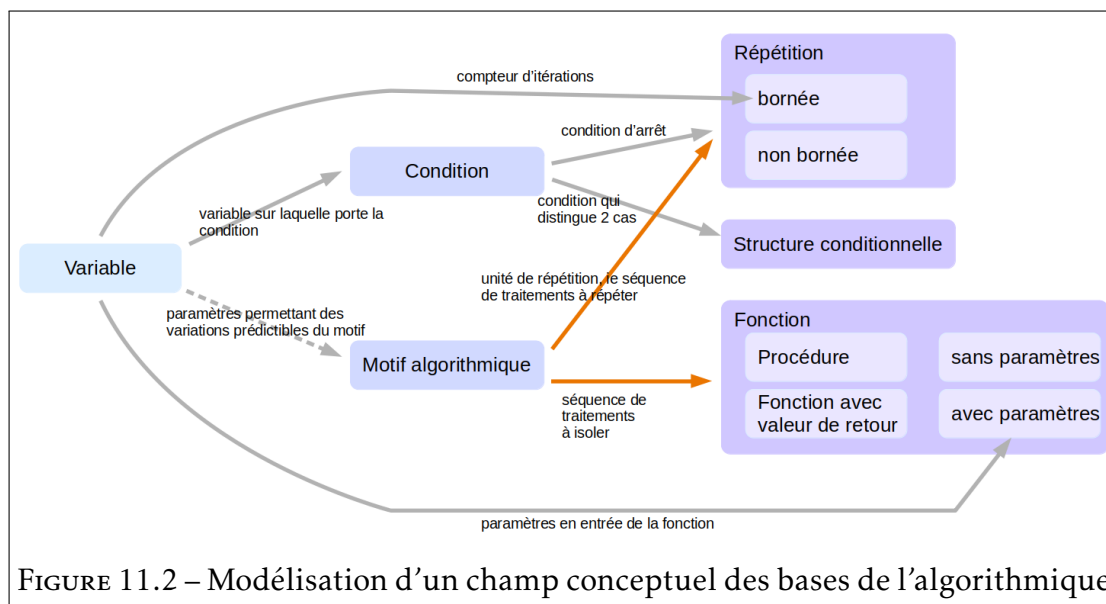 Répétition
compteur d'itérations
bornée
condition d'arrêt
non bornée
Condition
condition qui
distingue 2 cas
variable sur laquelle porte la
condition
Structure conditionnelle
Variable
unité de répétition, ie séquence
de traitements à répéter
paramètres permettant des
variations prédictibles du motif
Fonction
Motif algorithmique
Procédure
sans paramètres
séquence de
traitements
à isoler
Fonction avec
valeur de retour
avec paramètres
paramètres en entrée de la fonction
FIGURE 11.2 – Modélisation d'un champ conceptuel des bases de l'algorithmique